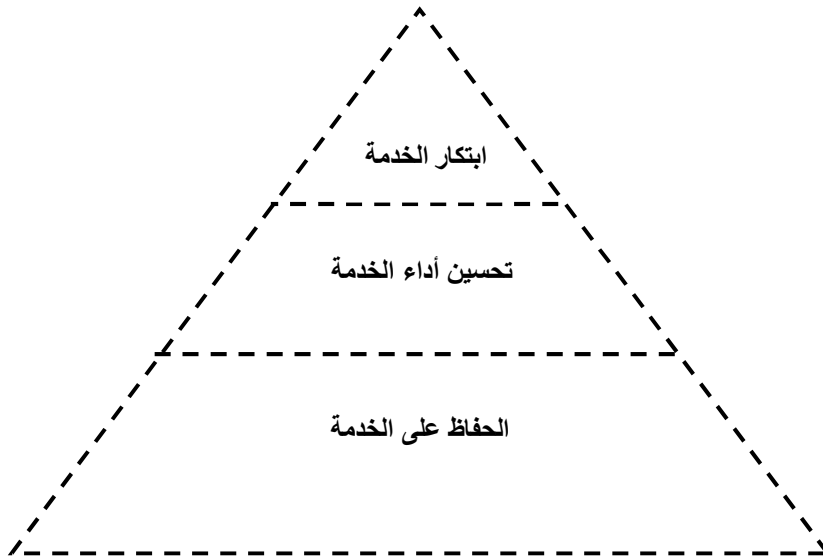 ابتكار الخدمة
تحسين أداء الخدمة
الحفاظ على الخدمة